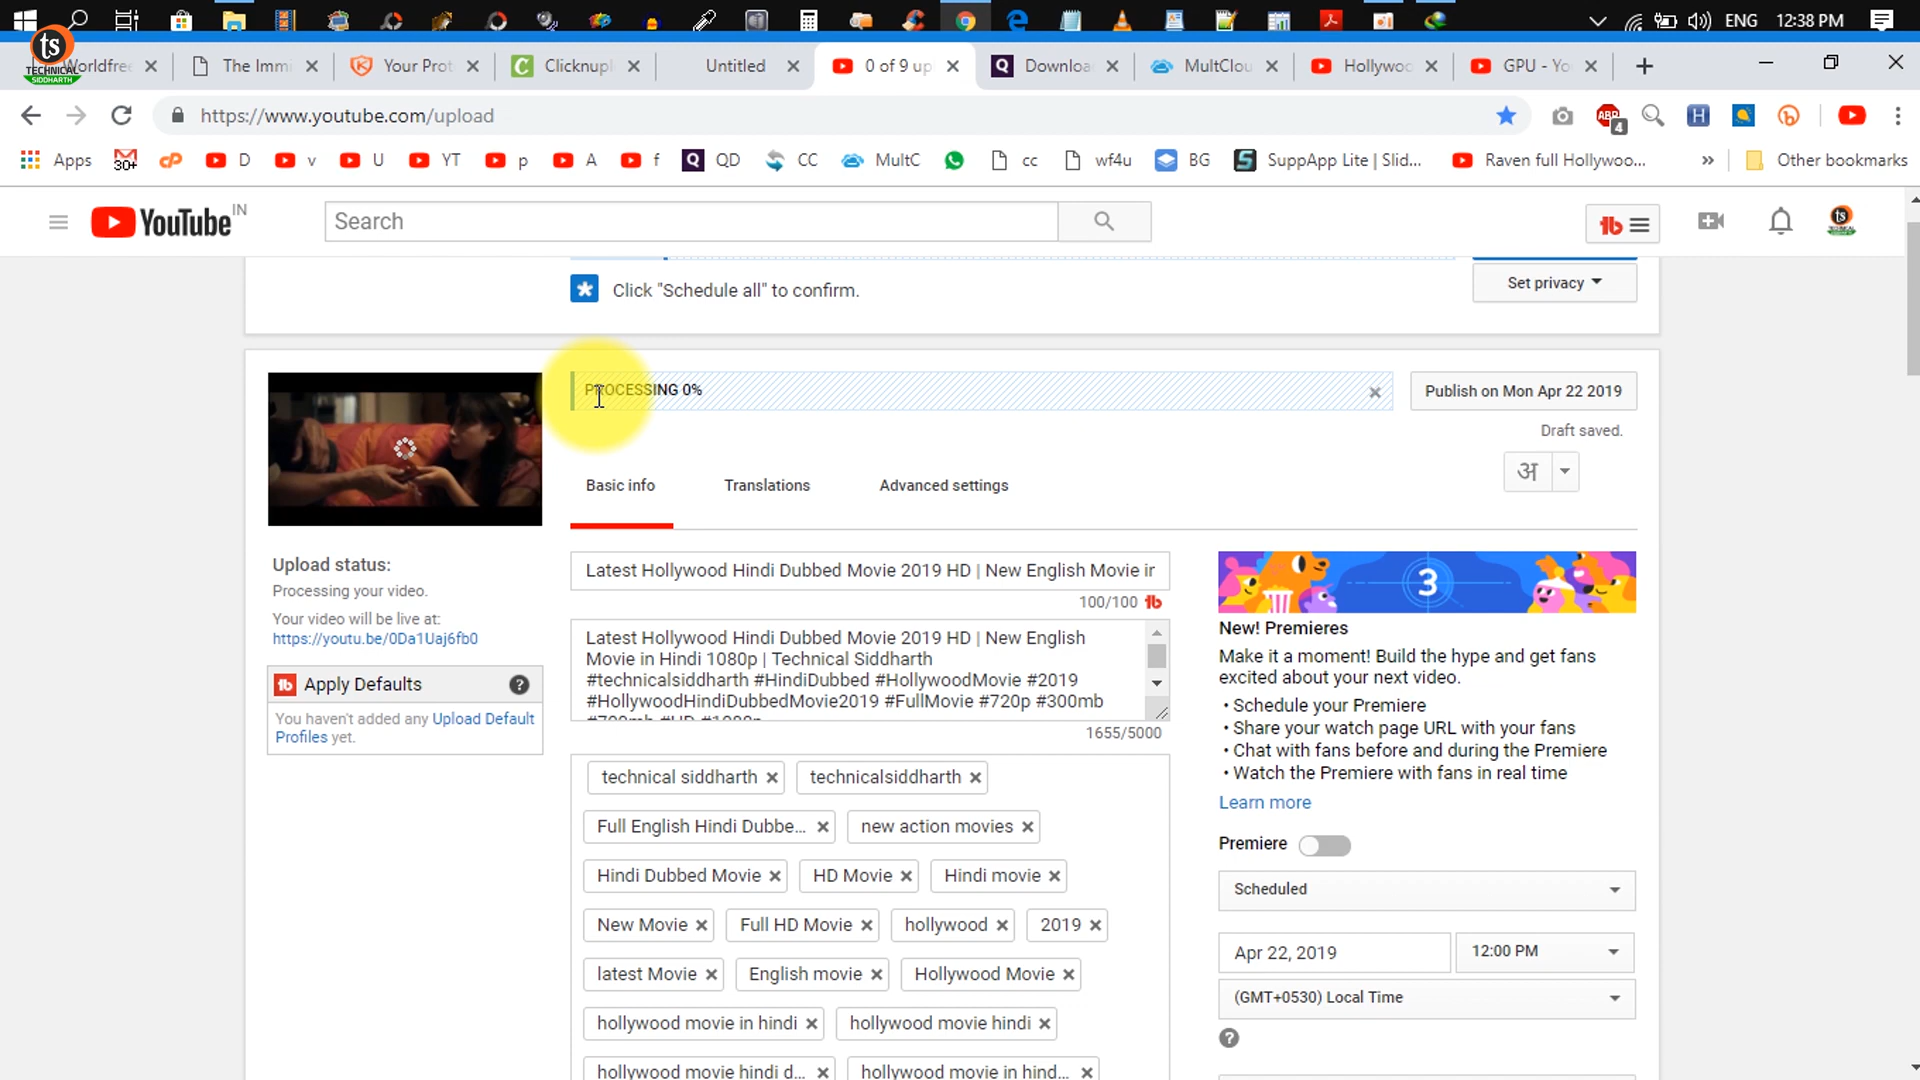 ENG
12:38 PM
ts
TECHNICAL
SIDDHARTH
Worldfree
The Immi
Your Prot
Clicknupl
Untitled
0 of 9 up
Downloa
MultClou
Hollywoo
GPU - Yo
https://www.youtube.com/upload
ABP
4
H
Apps
30+
D
v
U
YT
p
A
f
Q QD
CC
MultC
cc
wf4u
BG
SuppApp Lite | Slid...
Raven full Hollywoo...
»
Other bookmarks
YouTube IN
Search
Click "Schedule all" to confirm.
Set privacy
PROCESSING 0%
Publish on Mon Apr 22 2019
Draft saved.
अ
Basic info
Translations
Advanced settings
Upload status:
Processing your video.
Your video will be live at:
https://youtu.be/0Da1Uaj6fb0
Apply Defaults
You haven't added any Upload Default
Profiles yet.
Latest Hollywood Hindi Dubbed Movie 2019 HD | New English Movie ir
100/100
Latest Hollywood Hindi Dubbed Movie 2019 HD | New English
Movie in Hindi 1080p | Technical Siddharth
#technicalsiddharth #HindiDubbed #HollywoodMovie #2019
#HollywoodHindiDubbedMovie2019 #FullMovie #720p #300mb
#700mb #HD #1080p
1655/5000
technical siddharth
technicalsiddharth
Full English Hindi Dubbe...
new action movies
Hindi Dubbed Movie
HD Movie
Hindi movie
New Movie
Full HD Movie
hollywood
2019
latest Movie
English movie
Hollywood Movie
hollywood movie in hindi
hollywood movie hindi
hollywood movie hindi d...
hollywood movie in hind...
3
New! Premieres
Make it a moment! Build the hype and get fans
excited about your next video.
• Schedule your Premiere
• Share your watch page URL with your fans
• Chat with fans before and during the Premiere
• Watch the Premiere with fans in real time
Learn more
Premiere
Scheduled
Apr 22, 2019
12:00 PM
(GMT+0530) Local Time